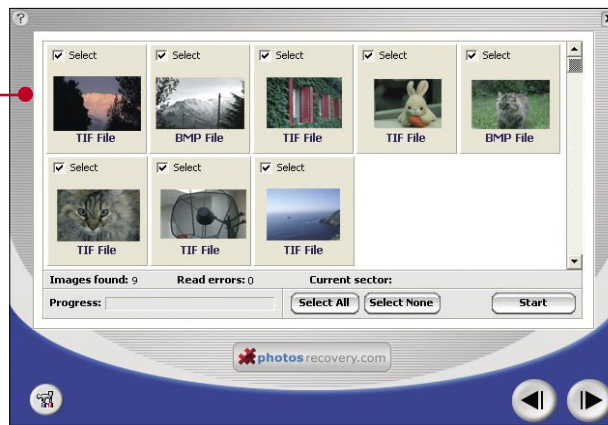 ?
Select Select Select Select Select
TIF File BMP File TIF File TIF File BMP File
Select Select Select
TIF File TIF File TIF File
Images found: 9 Read errors: 0 Current sector:
Progress: Select All Select None Start
photosrecovery.com